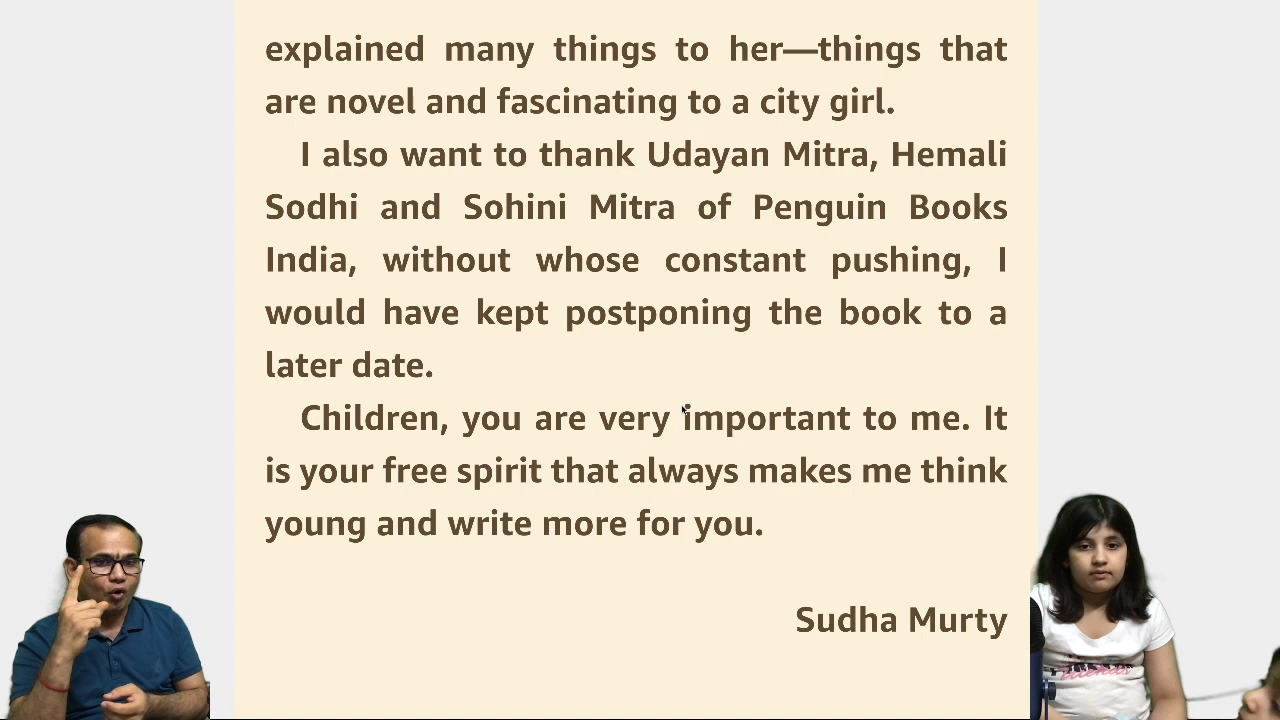 explained many things to her—things that
are novel and fascinating to a city girl.
I also want to thank Udayan Mitra, Hemali
Sodhi and Sohini Mitra of Penguin Books
India, without whose constant pushing, I
would have kept postponing the book to a
later date.
Children, you are very important to me. It
is your free spirit that always makes me think
young and write more for you.
Sudha Murty